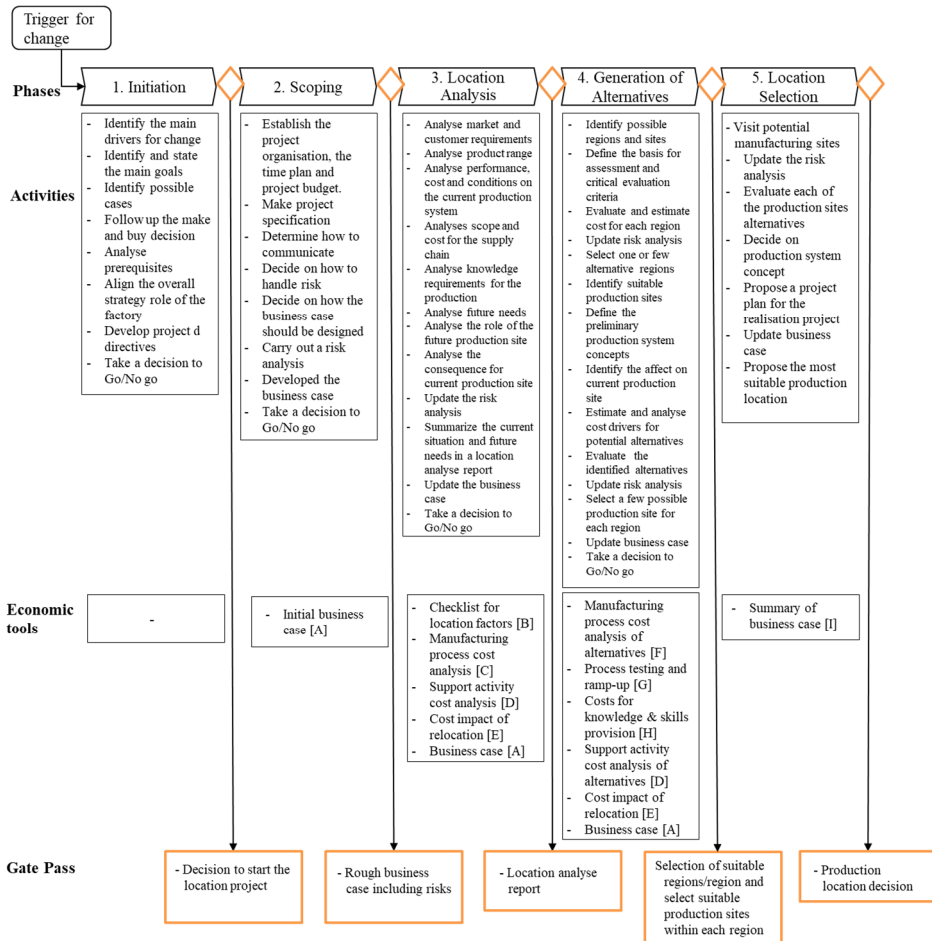 Trigger for
change
Phases
1. Initiation
2. Scoping
3. Location
Analysis
4. Generation of
Alternatives
5. Location
Selection
Activities
- Identify the main
drivers for change
- Identify and state
the main goals
- Identify possible
cases
- Follow up the make
and buy decision
- Analyse
prerequisites
- Align the overall
strategy role of the
factory
- Develop project d
directives
- Take a decision to
Go/No go
- Establish the
project
organisation, the
time plan and
project budget.
- Make project
specification
- Determine how to
communicate
- Decide on how to
handle risk
- Decide on how the
business case
should be designed
- Carry out a risk
analysis
- Developed the
business case
- Take a decision to
Go/No go
- Analyse market and
customer requirements
- Analyse product range
- Analyse performance,
cost and conditions on
the current production
system
- Analyses scope and
cost for the supply
chain
- Analyse knowledge
requirements for the
production
- Analyse future needs
- Analyse the role of the
future production site
- Analyse the
consequence for
current production site
- Update the risk
analysis
- Summarize the current
situation and future
needs in a location
analyse report
- Update the business
case
- Take a decision to
Go/No go
- Identify possible
regions and sites
- Define the basis for
assessment and
critical evaluation
criteria
- Evaluate and estimate
cost for each region
- Update risk analysis
- Select one or few
alternative regions
- Identify suitable
production sites
- Define the
preliminary
production system
concepts
- Identify the affect on
current production
site
- Estimate and analyse
cost drivers for
potential alternatives
- Evaluate the
identified alternatives
- Update risk analysis
- Select a few possible
production site for
each region
- Update business case
- Take a decision to
Go/No go
- Visit potential
manufacturing sites
- Update the risk
analysis
- Evaluate each of
the production sites
alternatives
- Decide on
production system
concept
- Propose a project
plan for the
realisation project
- Update business
case
- Propose the most
suitable production
location
Economic
tools
-
- Initial business
case [A]
- Checklist for
location factors [B]
- Manufacturing
process cost
analysis [C]
- Support activity
cost analysis [D]
- Cost impact of
relocation [E]
- Business case [A]
- Manufacturing
process cost
analysis of
alternatives [F]
- Process testing and
ramp-up [G]
- Costs for
knowledge & skills
provision [H]
- Support activity
cost analysis of
alternatives [D]
- Cost impact of
relocation [E]
- Business case [A]
- Summary of
business case [I]
Gate Pass
- Decision to start the
location project
- Rough business
case including risks
- Location analyse
report
Selection of suitable
regions/region and
select suitable
production sites
within each region
- Production
location decision